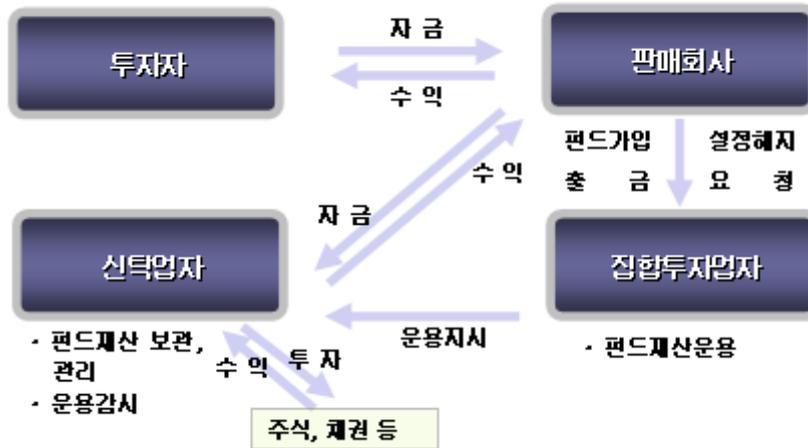 자 금
투자자
판매회사
수 익
펀드가입 설정해지
출 금 요 청
수 익
자 금
신탁업자
집합투자업자
운용지시
· 펀드재산 보관,
관리
· 운용감시
수 익
투 자
· 펀드재산운용
주식, 채권 등